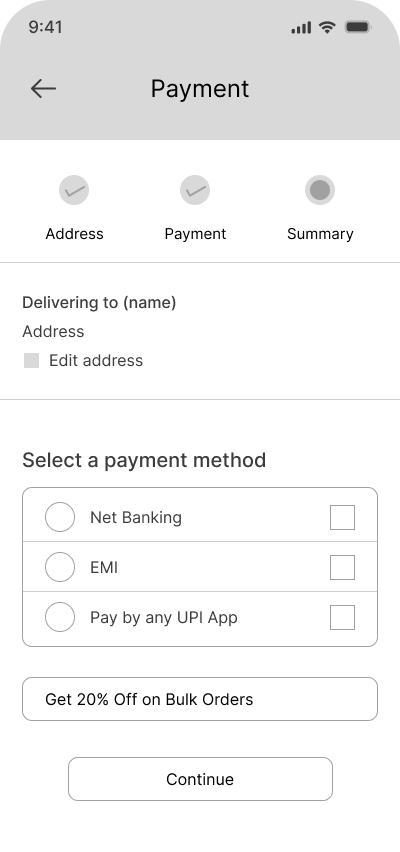 9:41
Payment
Address Payment Summary
Delivering to (name)
Address
Edit address
Select a payment method
Net Banking
EMI
Pay by any UPI App
Get 20% Off on Bulk Orders
Continue